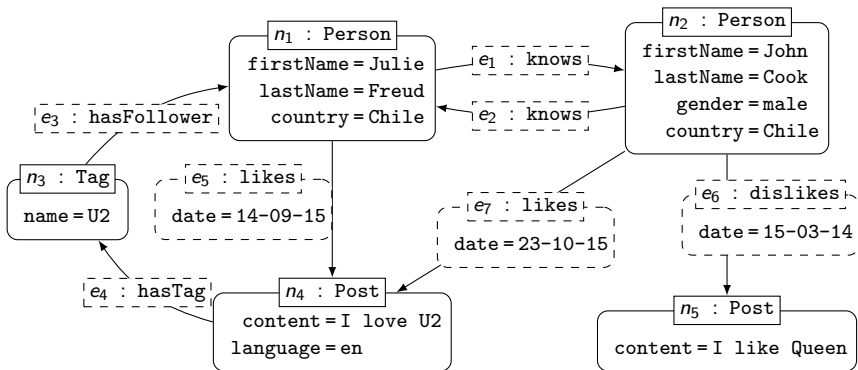 n1 : Person
firstName = Julie
lastName = Freud
country = Chile
e1 : knows
e2 : knows
n2 : Person
firstName = John
lastName = Cook
gender = male
country = Chile
e3 : hasFollower
n3 : Tag
name = U2
e5 : likes
date = 14-09-15
e7 : likes
date = 23-10-15
e6 : dislikes
date = 15-03-14
e4 : hasTag
n4 : Post
content = I love U2
language = en
n5 : Post
content = I like Queen